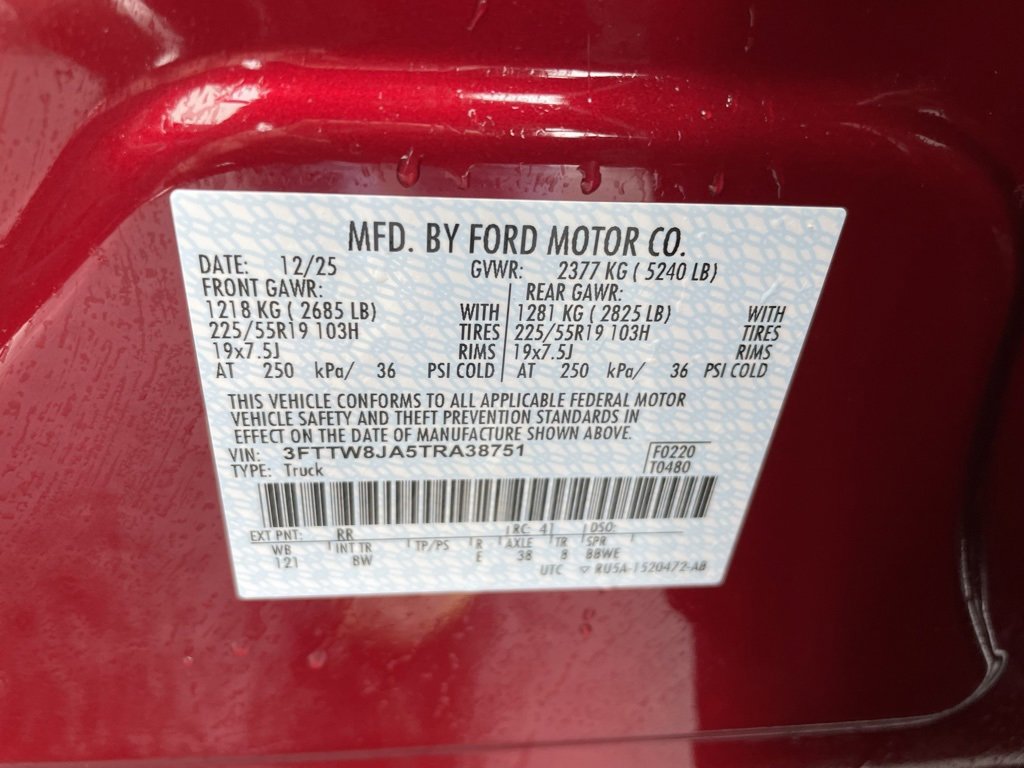 MFD. BY FORD MOTOR CO.
DATE: 12/25 GVWR: 2377 KG ( 5240 LB)
FRONT GAWR: REAR GAWR:
1218 KG ( 2685 LB) WITH 1281 KG ( 2825 LB) WITH
225/55R19 103H TIRES 225/55R19 103H TIRES
19x7.5J RIMS 19x7.5J RIMS
AT 250 kPa/ 36 PSI COLD AT 250 kPa/ 36 PSI COLD
THIS VEHICLE CONFORMS TO ALL APPLICABLE FEDERAL MOTOR
VEHICLE SAFETY AND THEFT PREVENTION STANDARDS IN
EFFECT ON THE DATE OF MANUFACTURE SHOWN ABOVE.
VIN: 3FTTW8JA5TRA38751 F0220
TYPE: Truck T0480
EXT PNT: RR RC: 41 DSO:
WB INT TR TP/PS R AXLE TR SPR
121 BW E 38 8 BBWE
UTC ▽ RU5A-1520472-AB